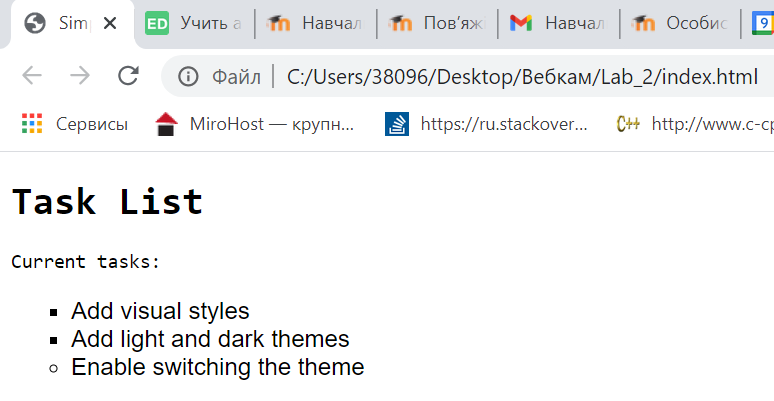 Sim
ED Учить а
Навчал
Пов'яж
Навчал
Особис
9
Файл C:/Users/38096/Desktop/Вебкам/Lab_2/index.html
Сервисы MiroHost — крупн... https://ru.stackover... C++ http://www.c-cp
Task List
Current tasks:
Add visual styles
Add light and dark themes
Enable switching the theme